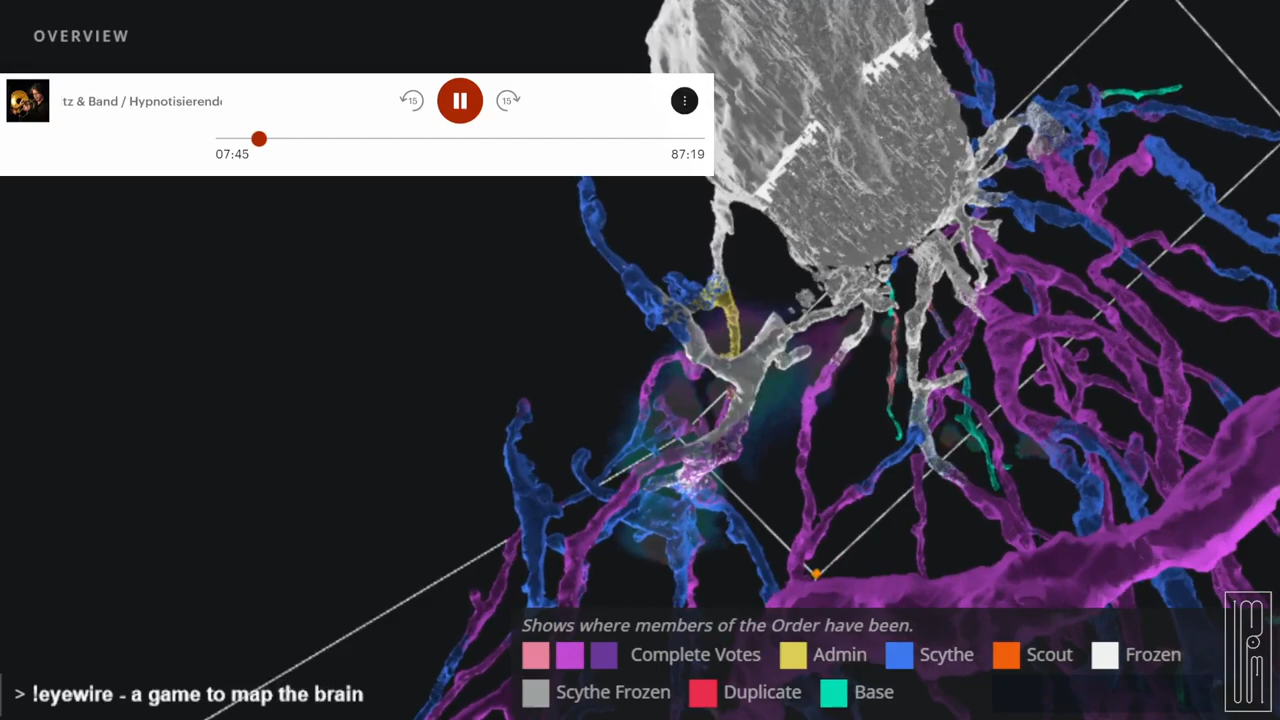 OVERVIEW
tz & Band / Hypnotisierend
15
15
07:45
87:19
Shows where members of the Order have been.
Complete Votes
Admin
Scythe
Scout
Frozen
Scythe Frozen
Duplicate
Base
> !eyewire - a game to map the brain